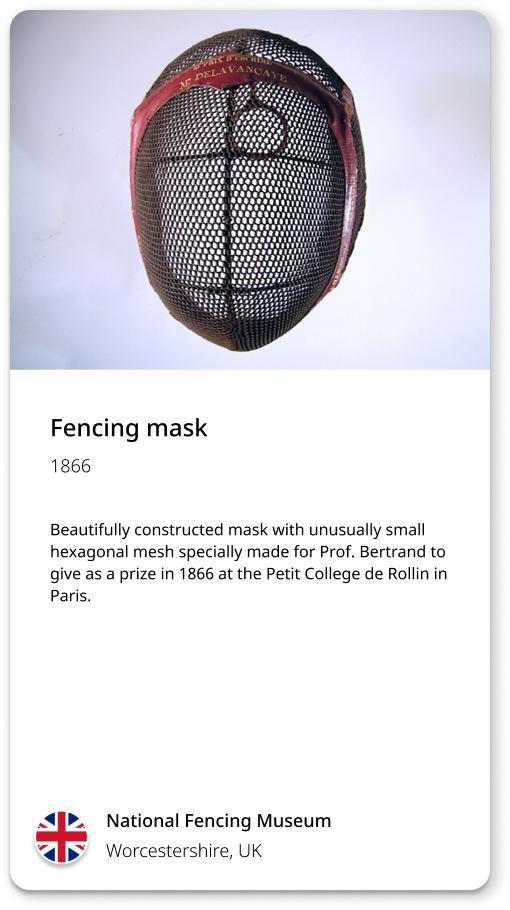 PRIX D'ESCRIME
Mr DELAVANCAYE
Fencing mask
1866
Beautifully constructed mask with unusually small
hexagonal mesh specially made for Prof. Bertrand to
give as a prize in 1866 at the Petit College de Rollin in
Paris.
National Fencing Museum
Worcestershire, UK